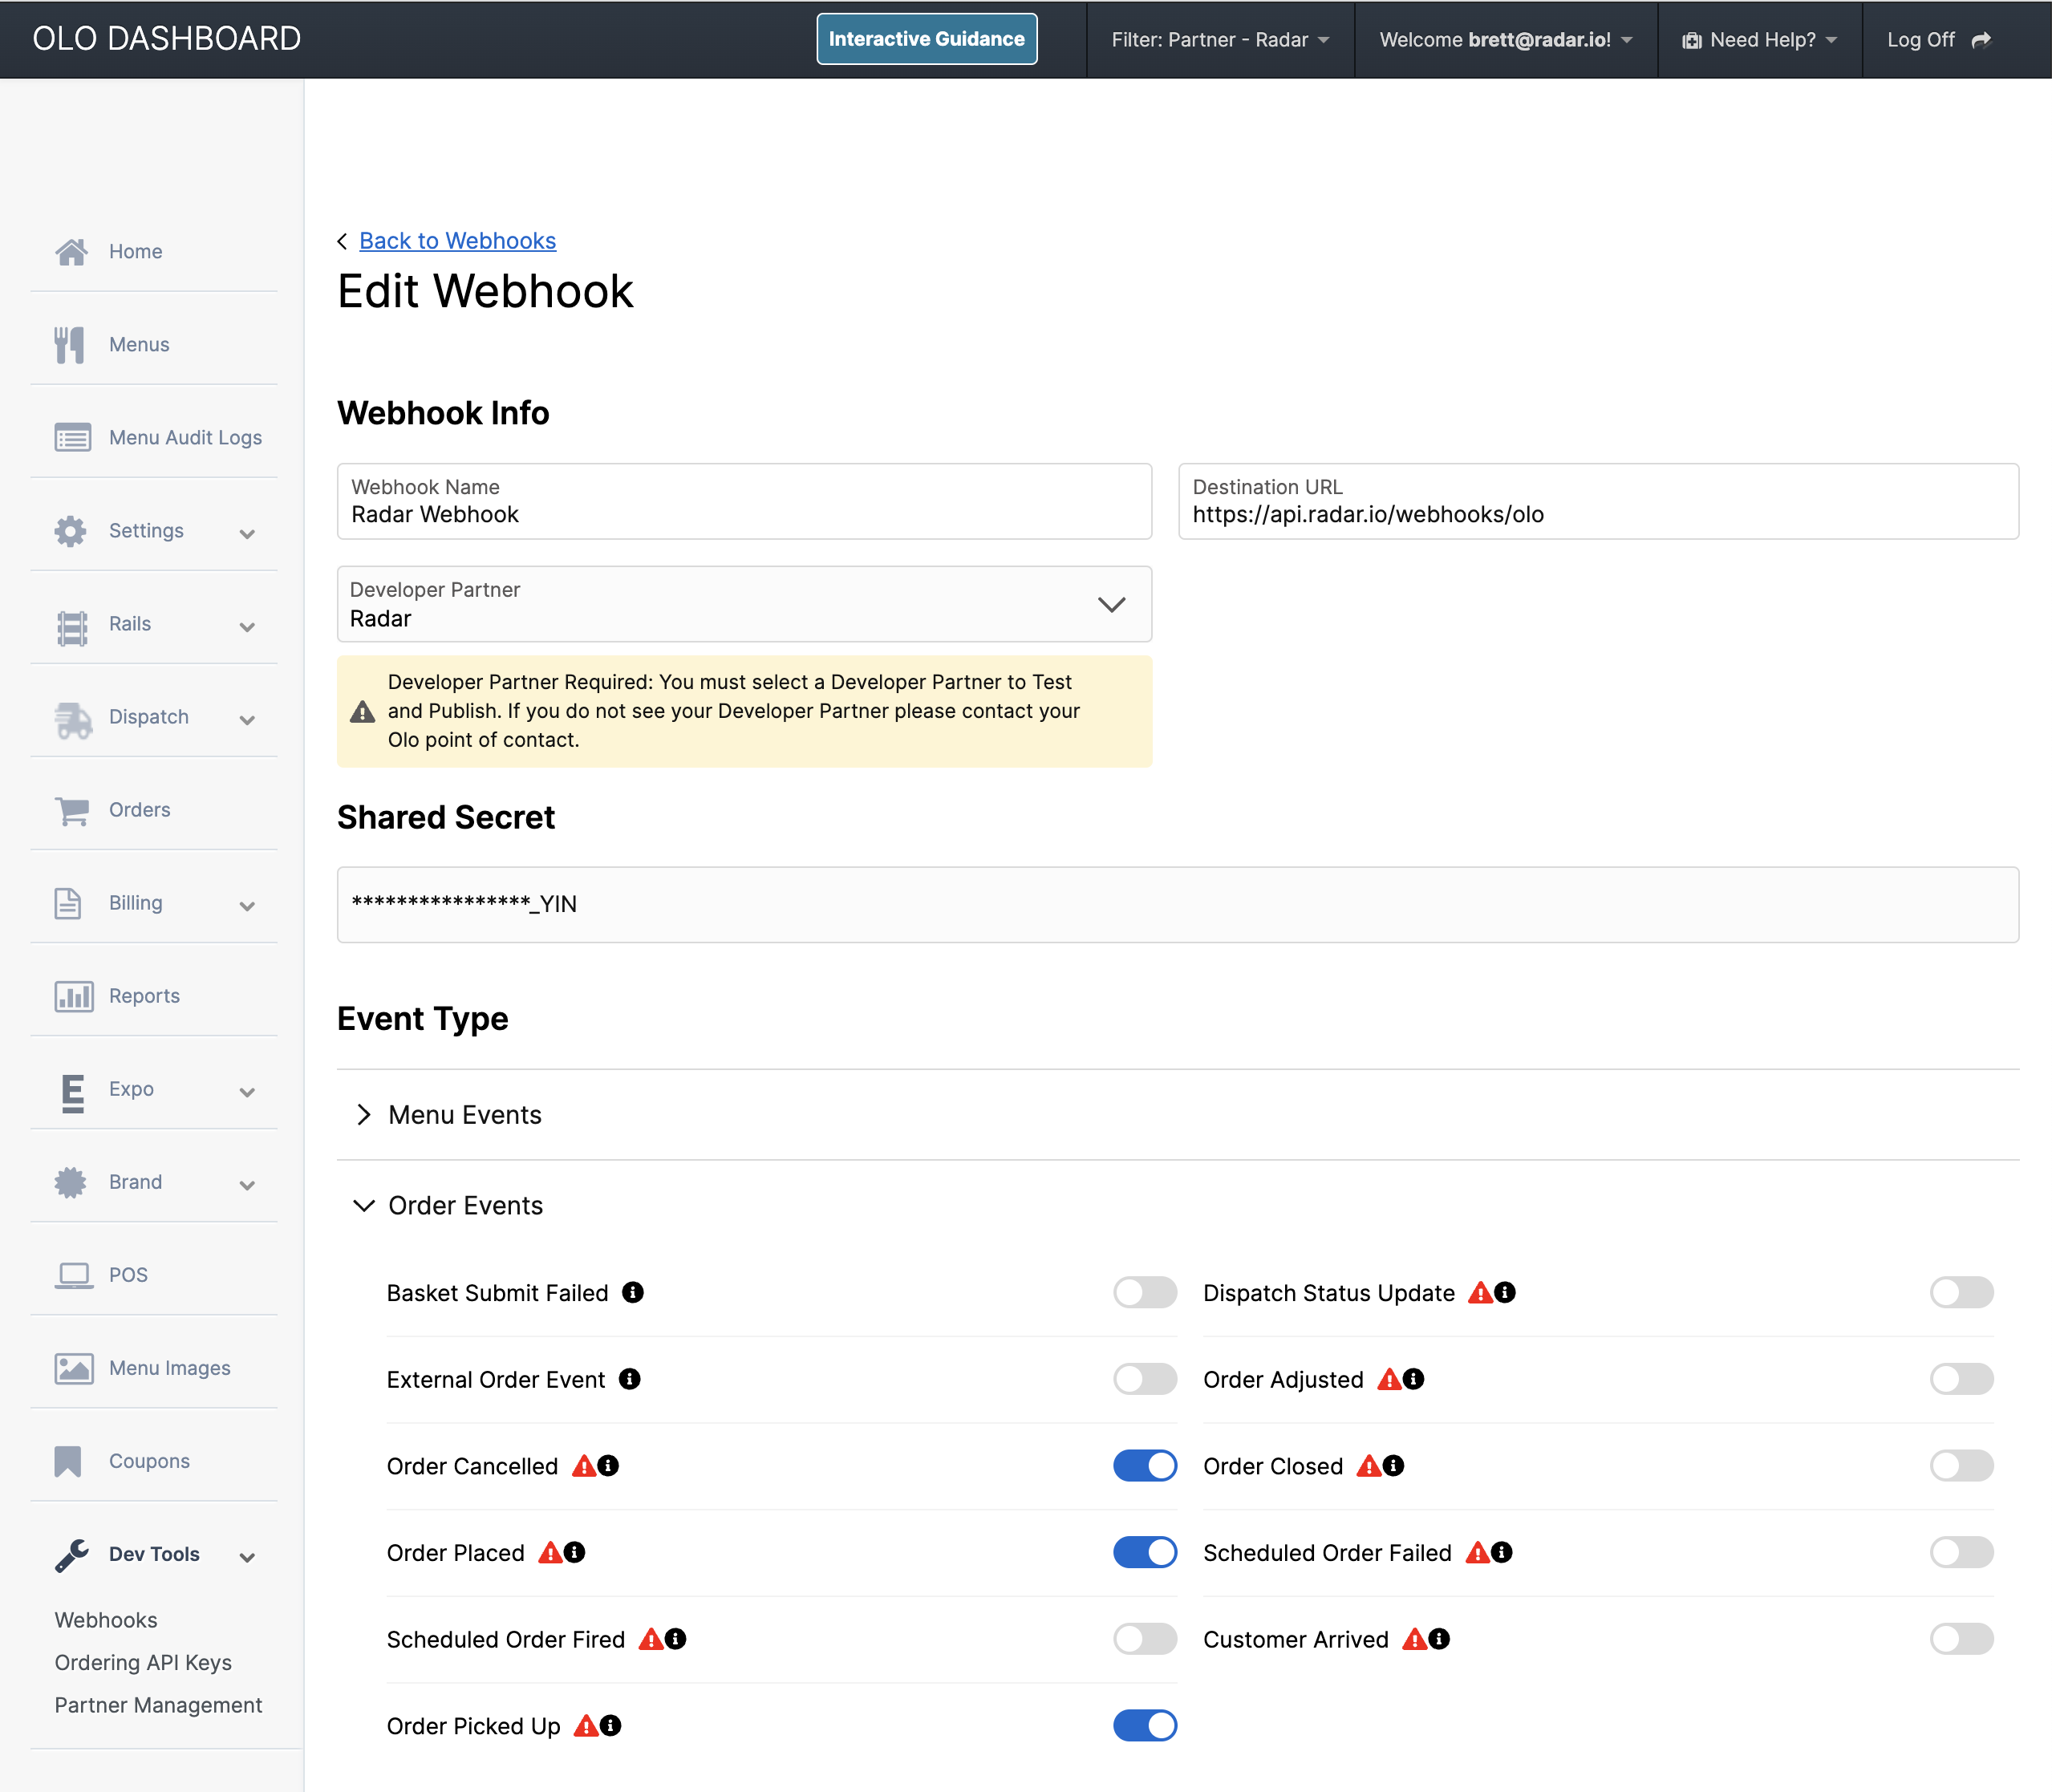 OLO DASHBOARD
Interactive Guidance
Filter: Partner - Radar
Welcome brett@radar.io!
Need Help?
Log Off
Home
Menus
Menu Audit Logs
Settings
Rails
Dispatch
Orders
Billing
Reports
Expo
Brand
POS
Menu Images
Coupons
Dev Tools
Webhooks
Ordering API Keys
Partner Management
Back to Webhooks
Edit Webhook
Webhook Info
Webhook Name
Radar Webhook
Destination URL
https://api.radar.io/webhooks/olo
Developer Partner
Radar
Developer Partner Required: You must select a Developer Partner to Test
and Publish. If you do not see your Developer Partner please contact your
Olo point of contact.
Shared Secret
****************_YIN
Event Type
Menu Events
Order Events
Basket Submit Failed
Dispatch Status Update
External Order Event
Order Adjusted
Order Cancelled
Order Closed
Order Placed
Scheduled Order Failed
Scheduled Order Fired
Customer Arrived
Order Picked Up